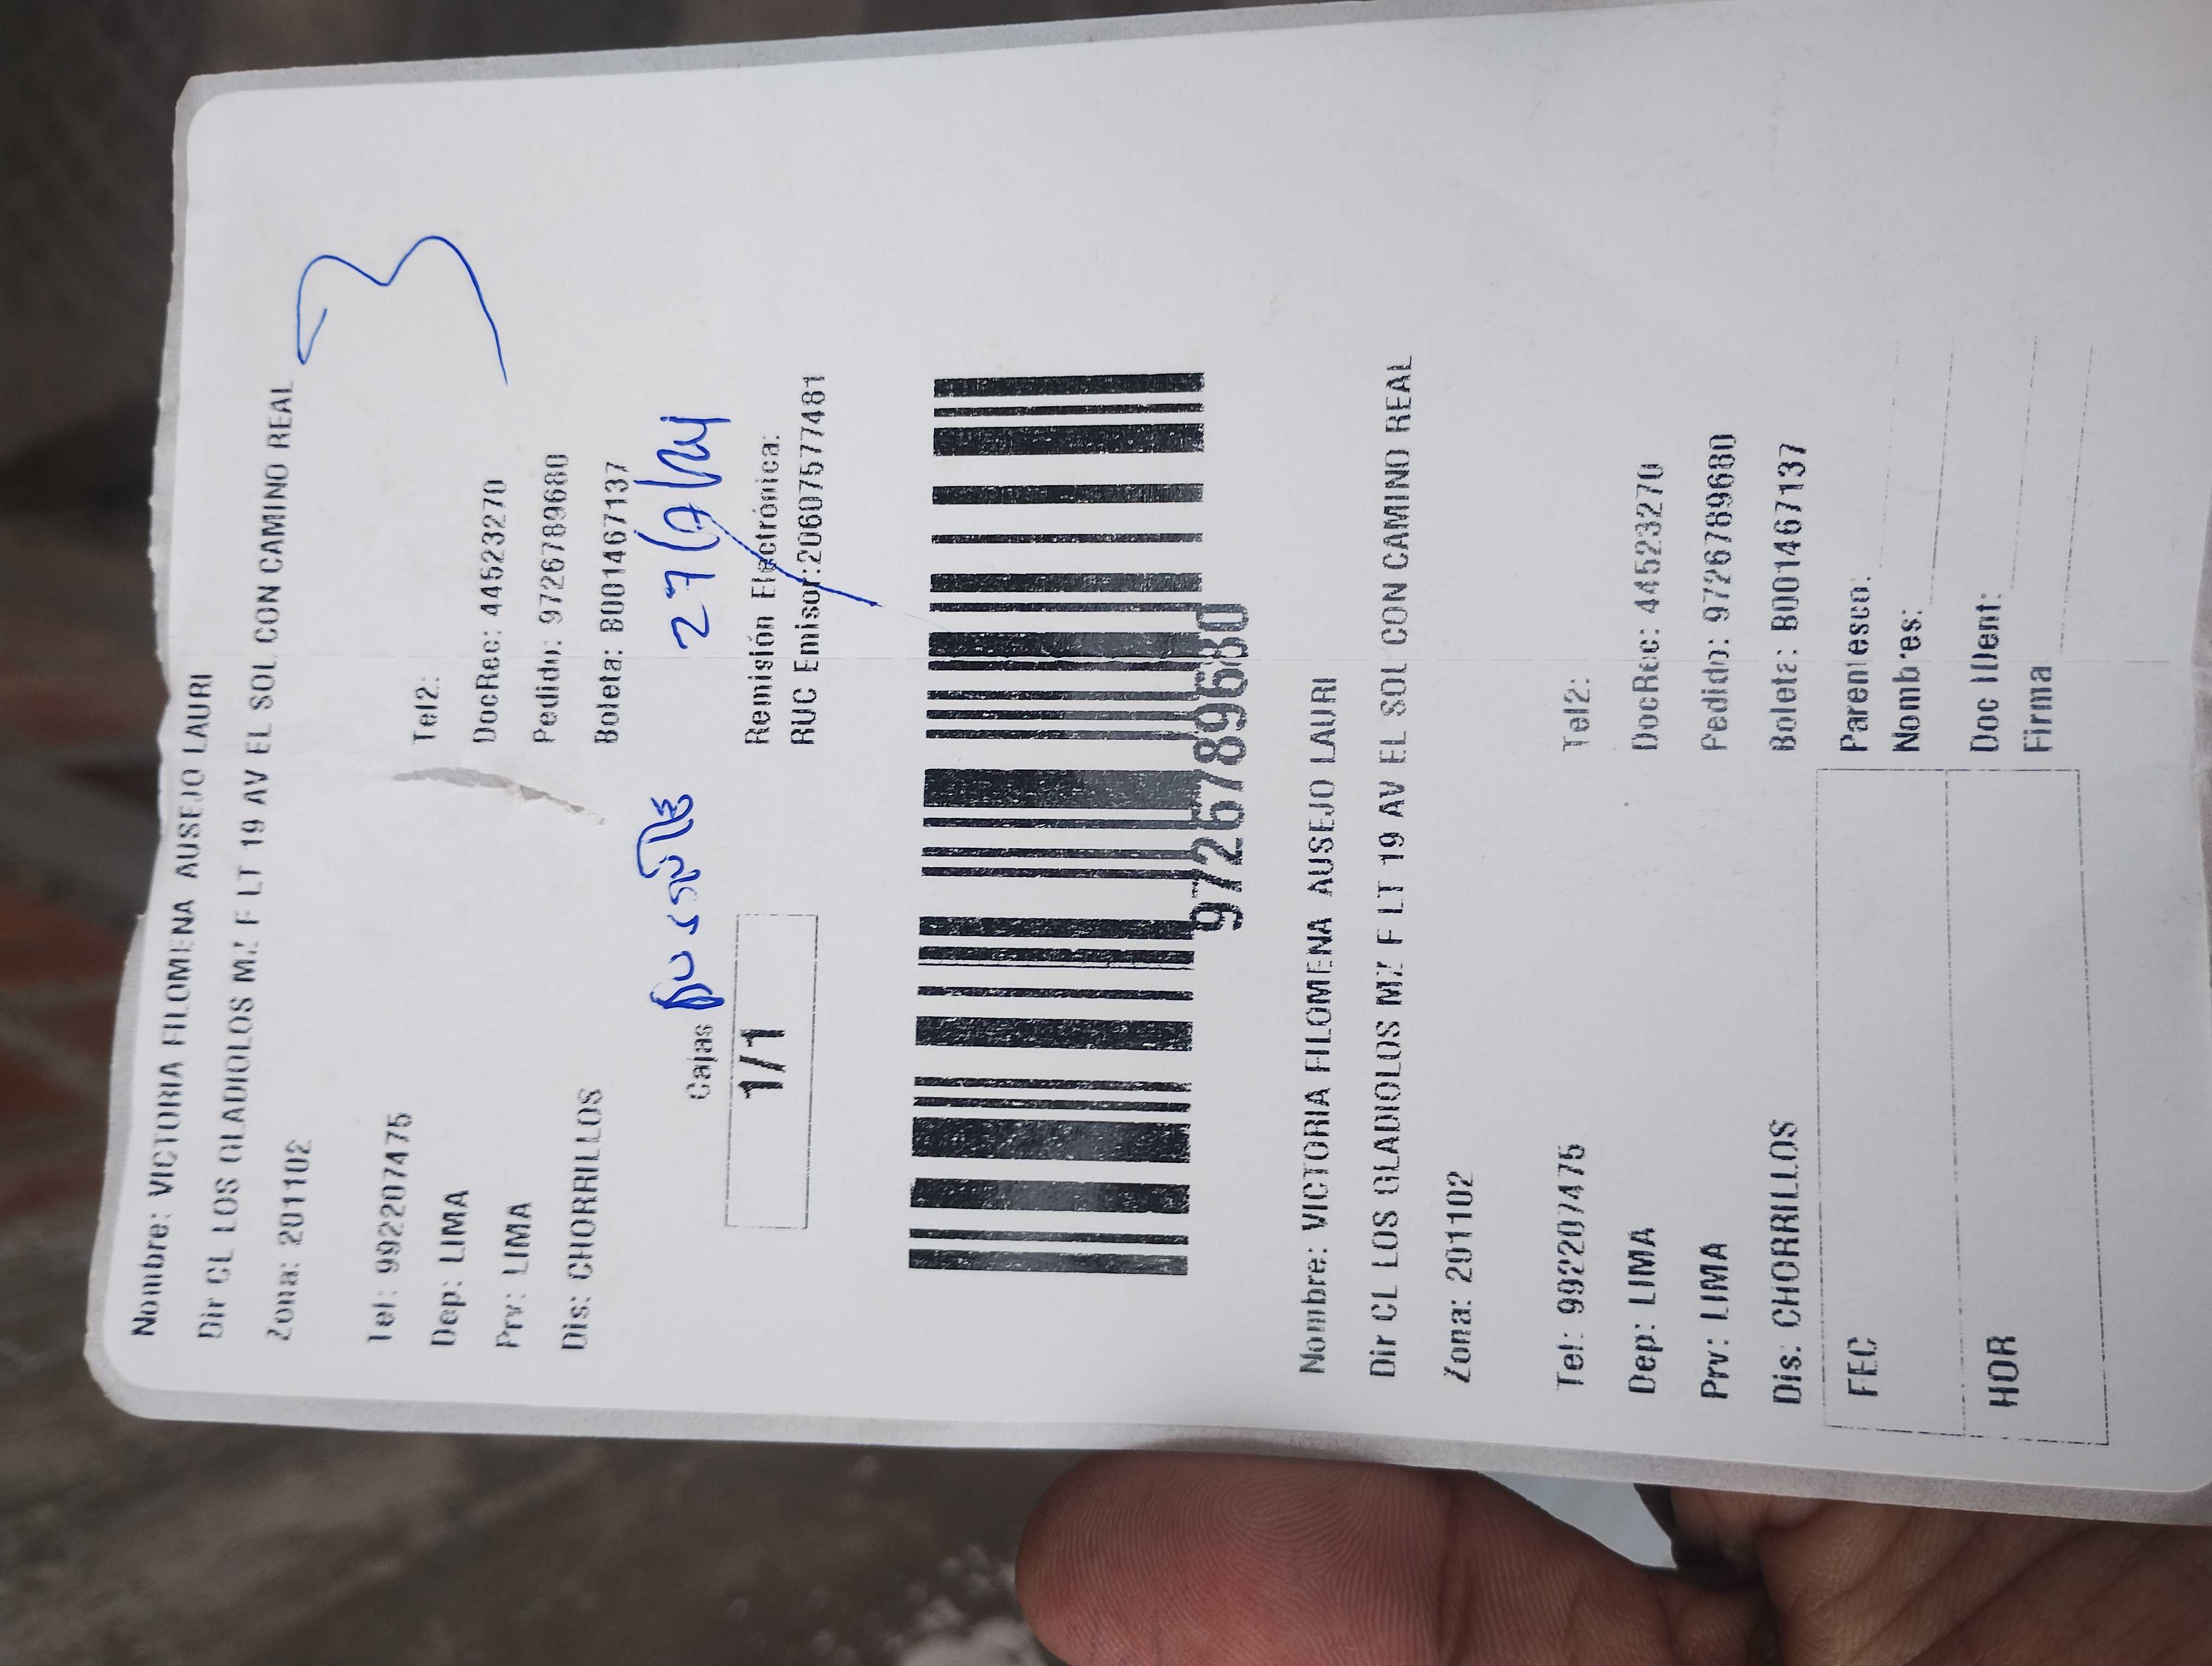 Nombre: VICTORIA FILOMENA AUSEJO LAURI
Dir CL LOS GLADIOLOS MZ F LT 19 AV EL SOL CON CAMINO REAL
Zona: 201102
3
Tel: 992207475 Tel2:
Dep: LIMA DocRec: 44523270
Prv: LIMA Pedido: 9726789680
Dis: CHORRILLOS Boleta: B001467137
Cajas
1/1
Remisión Electrónica:
RUC Emisor:20607577481
9726789680
Nombre: VICTORIA FILOMENA AUSEJO LAURI
Dir CL LOS GLADIOLOS MZ F LT 19 AV EL SOL CON CAMINO REAL
Zona: 201102
Tel: 992207475 Tel2:
Dep: LIMA DocRec: 44523270
Prv: LIMA Pedido: 9726789680
Dis: CHORRILLOS Boleta: B001467137
FEC Parentesco:
Nombres:
HOR Doc IDent:
Firma